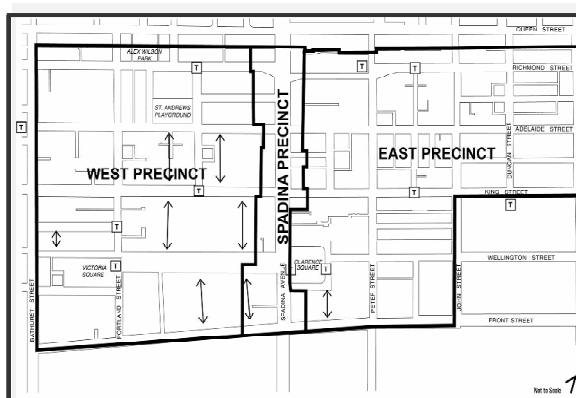 QUEEN STREET
ALEX WILSON
PARK
T
T
T
RICHMOND STREET
ST. ANDREWS
PLAYGROUND
T
ADELAIDE STREET
DUNCAN STREET
SPADINA PRECINCT
EAST PRECINCT
WEST PRECINCT
T
T
KING STREET
T
T
WELLINGTON STREET
VICTORIA
SQUARE
T
CLARENCE
SQUARE
T
BATHURST STREET
PORTLAND STREET
SPADINA AVENUE
PETER STREET
JOHN STREET
FRONT STREET
Not to Scale